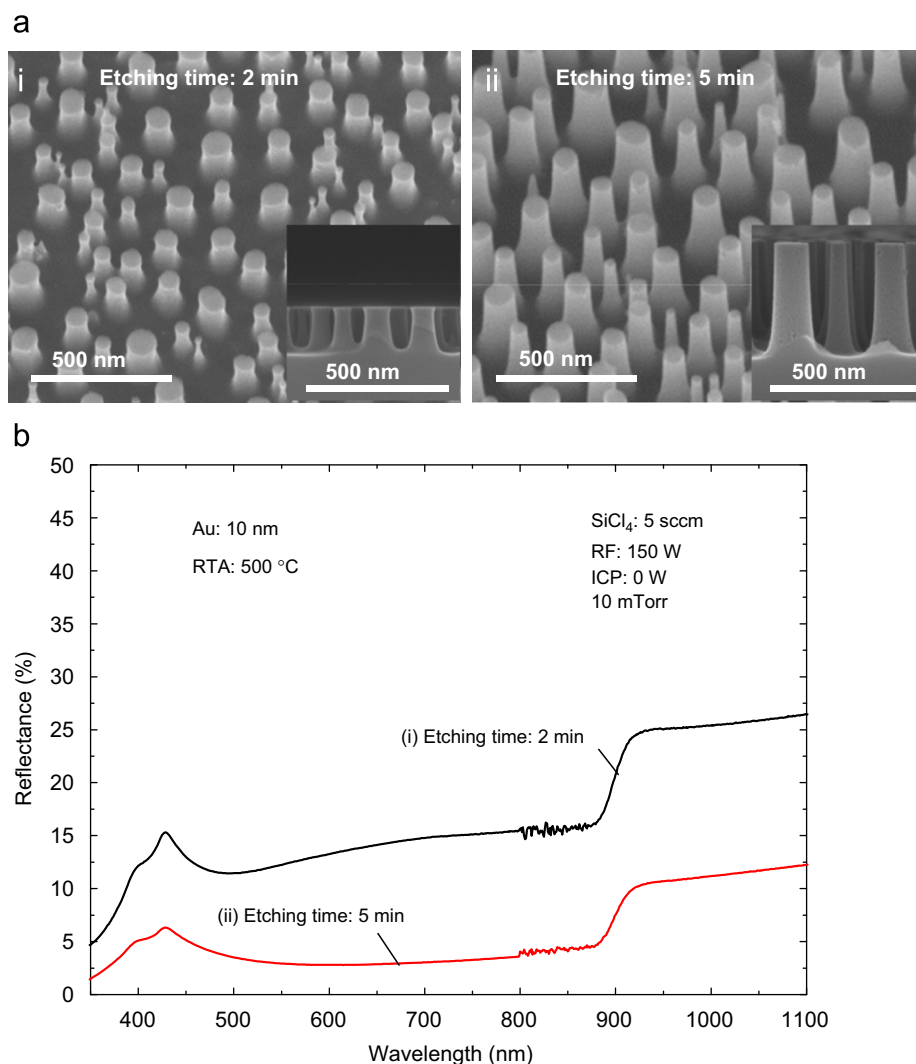 a
i
Etching time: 2 min
500 nm
500 nm
ii
Etching time: 5 min
500 nm
500 nm
b
50
45
40
35
30
25
20
15
10
5
0
Reflectance (%)
Au: 10 nm
RTA: 500 °C
SiCl4: 5 sccm
RF: 150 W
ICP: 0 W
10 mTorr
(i) Etching time: 2 min
(ii) Etching time: 5 min
400 500 600 700 800 900 1000 1100
Wavelength (nm)